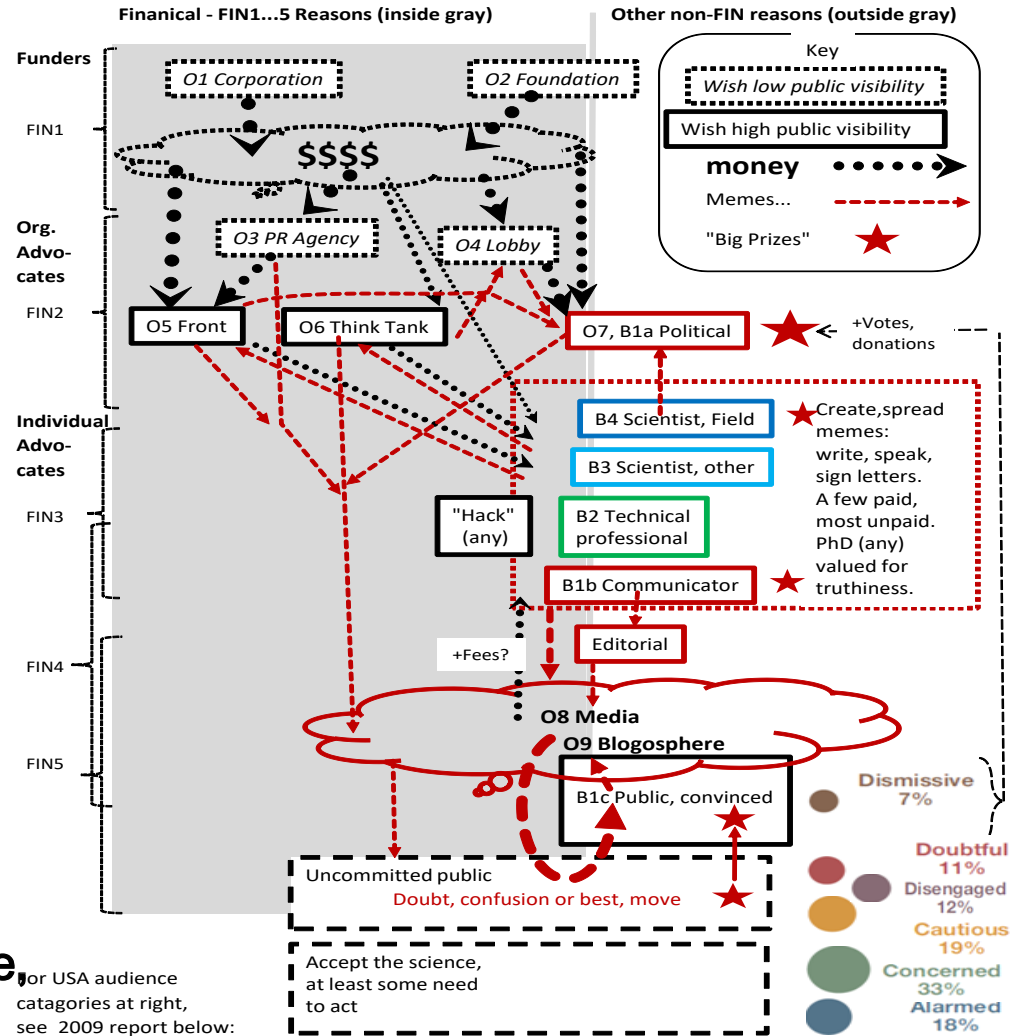 Finanical - FIN1...5 Reasons (inside gray)
Other non-FIN reasons (outside gray)
Funders
FIN1
Org.
Advo-
cates
FIN2
Individual
Advo-
cates
FIN3
FIN4
FIN5
O1 Corporation
O2 Foundation
$$$$
O3 PR Agency
O4 Lobby
O5 Front
O6 Think Tank
O7, B1a Political
Key
Wish low public visibility
Wish high public visibility
money
Memes...
"Big Prizes"
+Votes,
donations
B4 Scientist, Field
B3 Scientist, other
"Hack"
(any)
B2 Technical
professional
B1b Communicator
Create,spread
memes:
write, speak,
sign letters.
A few paid,
most unpaid.
PhD (any)
valued for
truthiness.
Editorial
+Fees?
O8 Media
O9 Blogosphere
B1c Public, convinced
Uncommitted public
Doubt, confusion or best, move
Accept the science,
at least some need
to act
Dismissive
7%
Doubtful
11%
Disengaged
12%
Cautious
19%
Concerned
33%
Alarmed
18%
e,
or USA audience
catagories at right,
see 2009 report below: